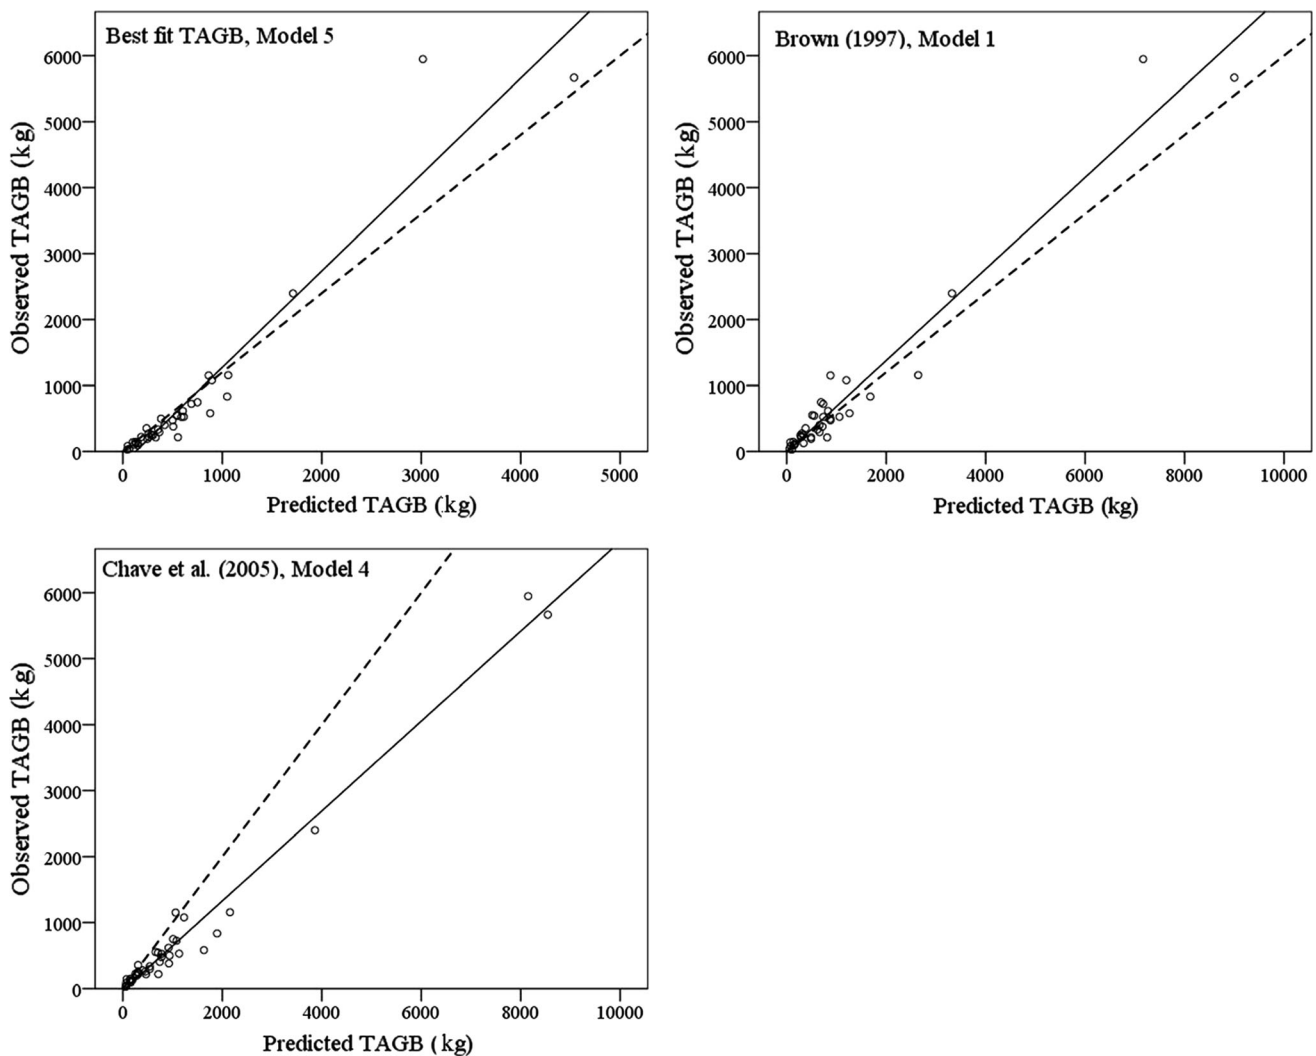 Best fit TAGB, Model 5
6000
5000
4000
3000
2000
1000
0
Observed TAGB (kg)
0 1000 2000 3000 4000 5000
Predicted TAGB (kg)
Brown (1997), Model 1
6000
5000
4000
3000
2000
1000
0
Observed TAGB (kg)
0 2000 4000 6000 8000 10000
Predicted TAGB (kg)
Chave et al. (2005), Model 4
6000
5000
4000
3000
2000
1000
0
Observed TAGB (kg)
0 2000 4000 6000 8000 10000
Predicted TAGB (kg)